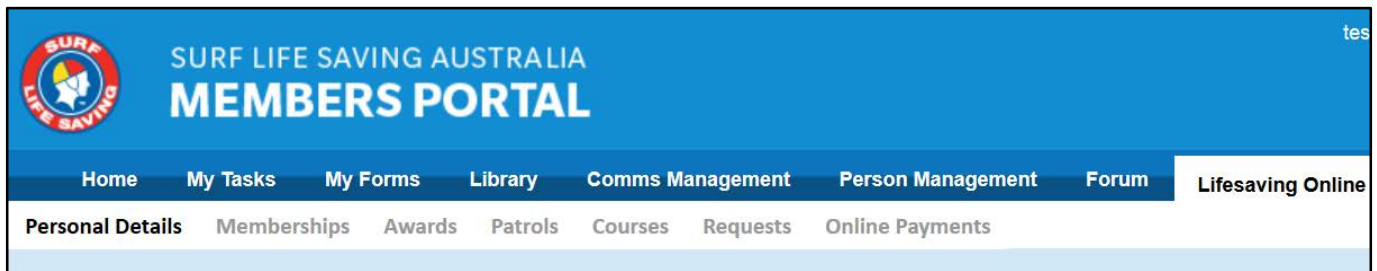 SURF
LIFE SAVING
SURF LIFE SAVING AUSTRALIA
MEMBERS PORTAL
tes
Home My Tasks My Forms Library Comms Management Person Management Forum Lifesaving Online
Personal Details Memberships Awards Patrols Courses Requests Online Payments